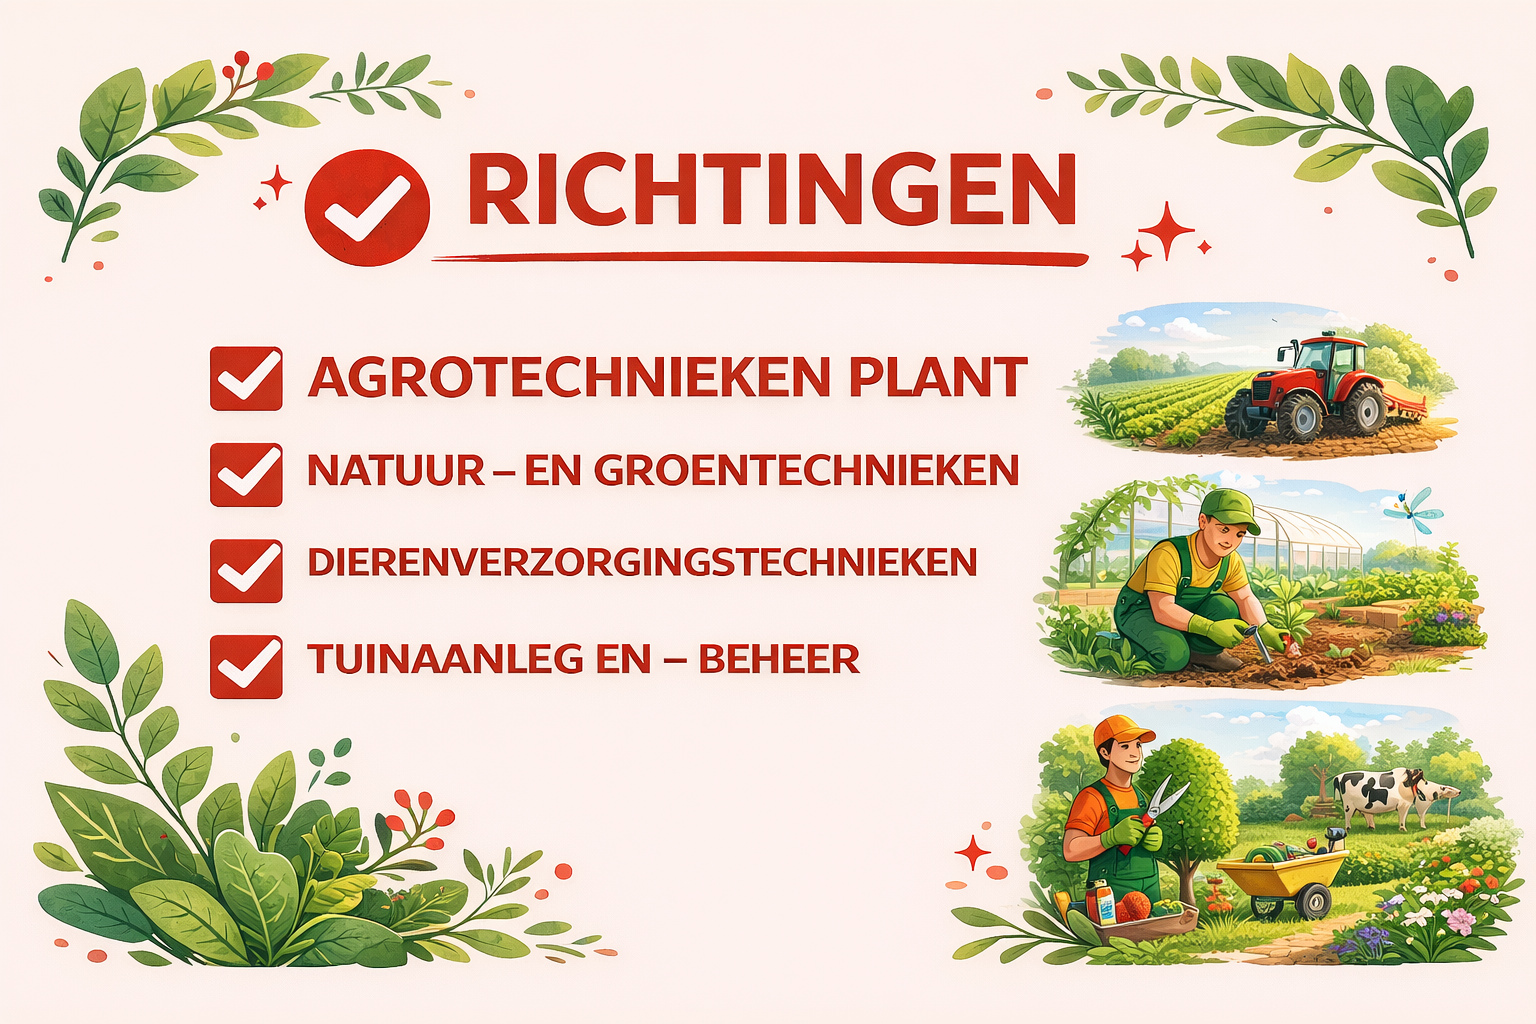 RICHTINGEN
AGROTECHNIEKEN PLANT
NATUUR – EN GROENTECHNIEKEN
DIERENVERZORGINGSTECHNIEKEN
TUINAANLEG EN – BEHEER